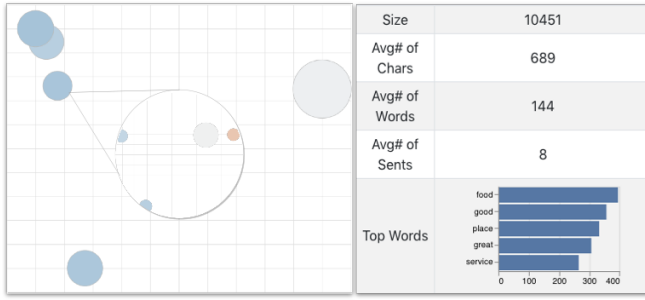 Size 10451
Avg# of
Chars 689
Avg# of
Words 144
Avg# of
Sents 8
Top Words
food
good
place
great
service
0 100 200 300 400